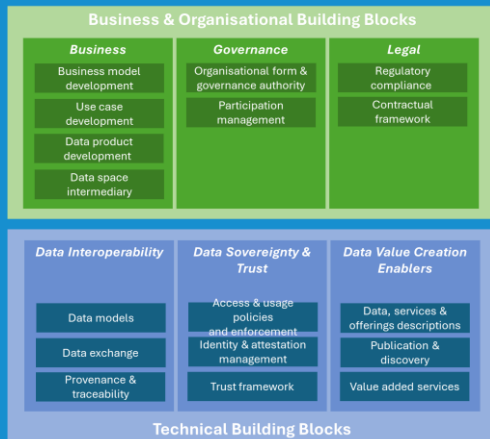 Business & Organisational Building Blocks
Business
Business model
development
Use case
development
Data product
development
Data space
intermediary
Governance
Organisational form &
governance authority
Participation
management
Legal
Regulatory
compliance
Contractual
framework
Data Interoperability
Data models
Data exchange
Provenance &
traceability
Data Sovereignty &
Trust
Access & usage
policies
and enforcement
Identity & attestation
management
Trust framework
Data Value Creation
Enablers
Data, services &
offerings descriptions
Publication &
discovery
Value added services
Technical Building Blocks